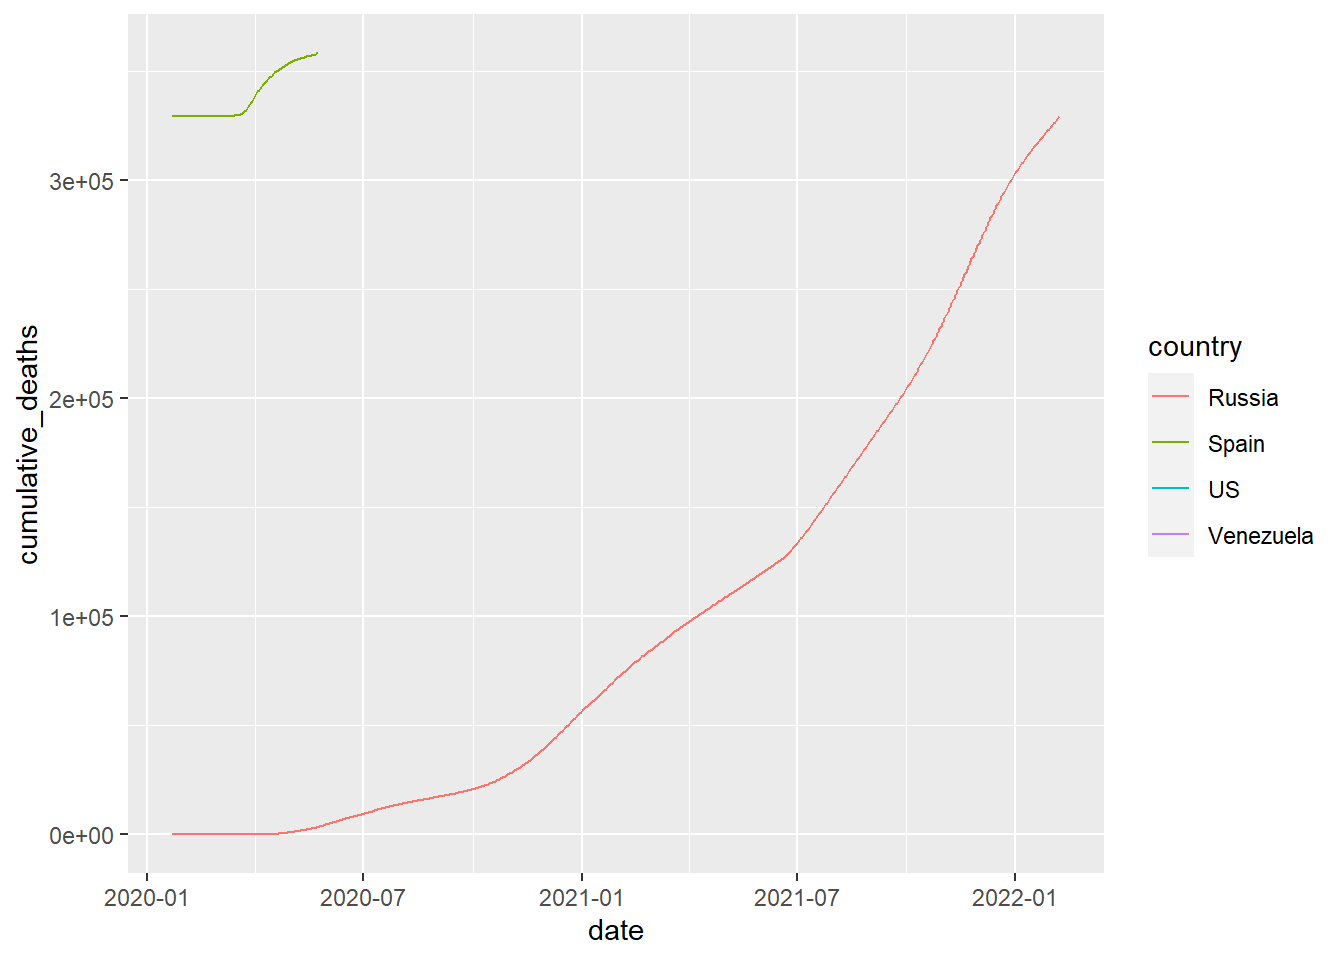 cumulative_deaths
3e+05
2e+05
1e+05
0e+00
2020-01
2020-07
2021-01
2021-07
2022-01
date
country
Russia
Spain
US
Venezuela